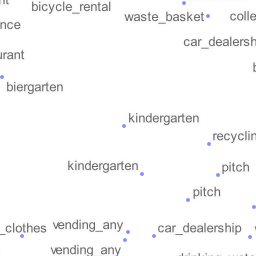 bicycle_rental
waste_basket
colle
nce
car_dealersh
urant
biergarten
kindergarten
recyclin
kindergarten
pitch
pitch
_clothes
vending_any
car_dealership
vending_any